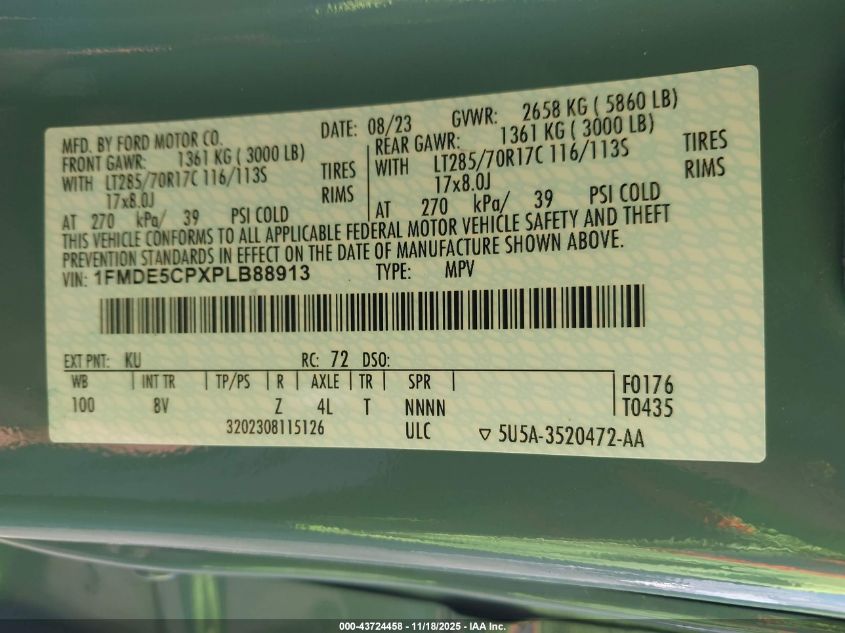 MFD. BY FORD MOTOR CO.
DATE: 08/23
GVWR: 2658 KG ( 5860 LB)
FRONT GAWR: 1361 KG ( 3000 LB)
WITH LT285/70R17C 116/113S TIRES
17x8.0J RIMS
AT 270 kPa/ 39 PSI COLD
REAR GAWR: 1361 KG ( 3000 LB)
WITH LT285/70R17C 116/113S TIRES
17x8.0J RIMS
AT 270 kPa/ 39 PSI COLD
THIS VEHICLE CONFORMS TO ALL APPLICABLE FEDERAL MOTOR VEHICLE SAFETY AND THEFT
PREVENTION STANDARDS IN EFFECT ON THE DATE OF MANUFACTURE SHOWN ABOVE.
VIN: 1FMDE5CPXPLB88913 TYPE: MPV
EXT PNT: KU RC: 72 DSO:
WB INT TR TP/PS R AXLE TR SPR
100 8V Z 4L T NNNN
F0176
T0435
3202308115126 ULC ▽ 5U5A-3520472-AA
000-43724458 - 11/18/2025 - IAA Inc.